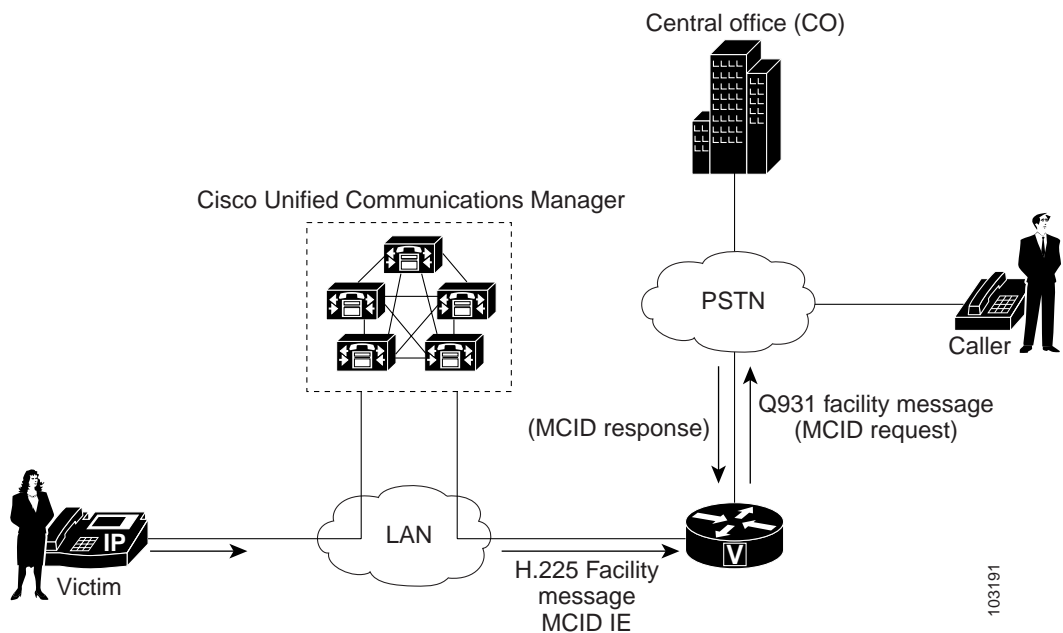 Central office (CO)
Cisco Unified Communications Manager
PSTN
Caller
Q931 facility message
(MCID request)
(MCID response)
LAN
IP
V
Victim
H.225 Facility
message
MCID IE
103191